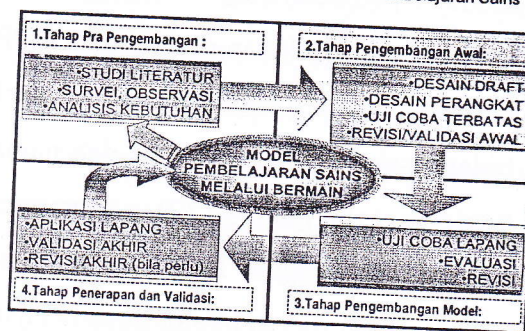 belajaran Sains
1.Tahap Pra Pengembangan :
•STUDI LITERATUR
•SURVEI, OBSERVASI
•ANALISIS KEBUTUHAN
2.Tahap Pengembangan Awal:
•DESAIN DRAFT
•DESAIN PERANGKAT
•UJI COBA TERBATAS
•REVISI/VALIDASI AWAL
MODEL
PEMBELAJARAN SAINS
MELALUI BERMAIN
•APLIKASI LAPANG
•VALIDASI AKHIR
•REVISI AKHIR (bila perlu)
4.Tahap Penerapan dan Validasi:
•UJI COBA LAPANG
•EVALUASI
•REVISI
3.Tahap Pengembangan Model: